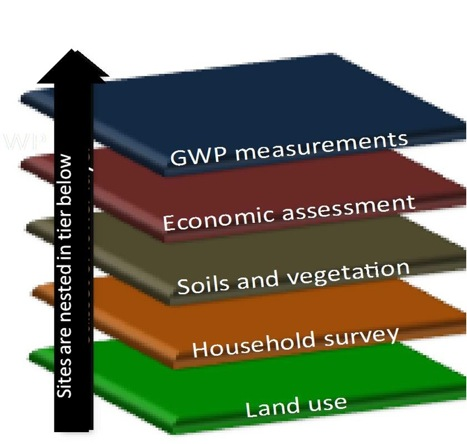 GWP measurements
Economic assessment
Soils and vegetation
Household survey
Land use
Sites are nested in tier below